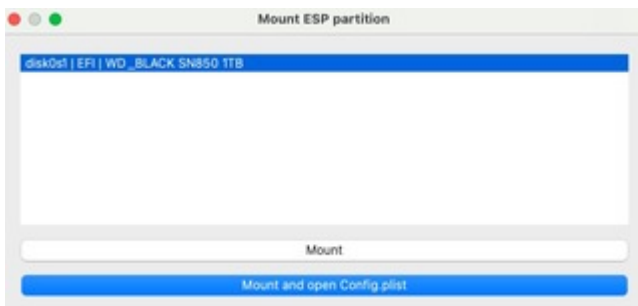 Mount ESP partition
disk0s1 | EFI | WD_BLACK SN850 1TB
Mount
Mount and open Config.plist